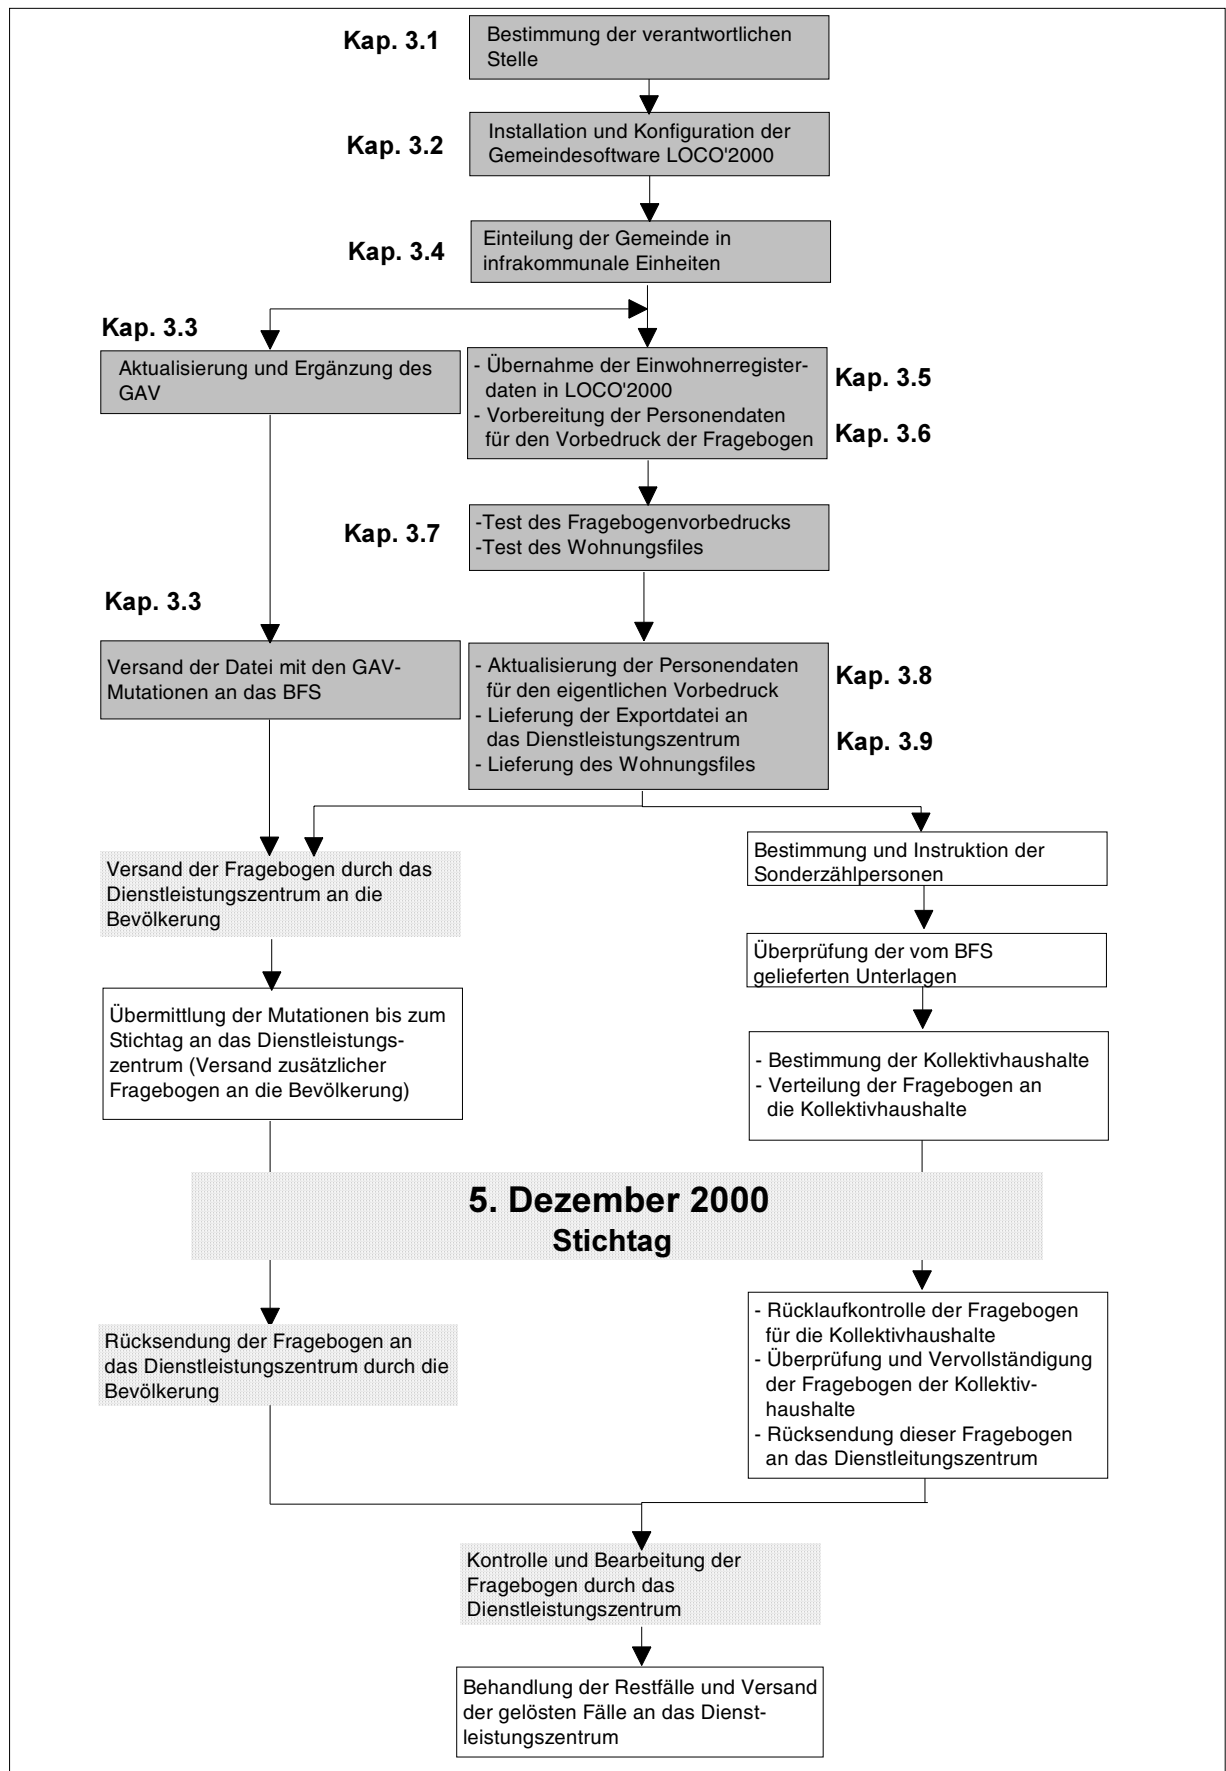 Kap. 3.1
Bestimmung der verantwortlichen
Stelle
Kap. 3.2
Installation und Konfiguration der
Gemeindesoftware LOCO'2000
Kap. 3.4
Einteilung der Gemeinde in
infrakommunale Einheiten
Kap. 3.3
Aktualisierung und Ergänzung des
GAV
- Übernahme der Einwohnerregister-
daten in LOCO'2000
- Vorbereitung der Personendaten
für den Vorbedruck der Fragebogen
Kap. 3.5
Kap. 3.6
Kap. 3.7
-Test des Fragebogenvorbedrucks
-Test des Wohnungsfiles
Kap. 3.3
Versand der Datei mit den GAV-
Mutationen an das BFS
- Aktualisierung der Personendaten
für den eigentlichen Vorbedruck
- Lieferung der Exportdatei an
das Dienstleistungszentrum
- Lieferung des Wohnungsfiles
Kap. 3.8
Kap. 3.9
Versand der Fragebogen durch das
Dienstleistungszentrum an die
Bevölkerung
Bestimmung und Instruktion der
Sonderzählpersonen
Überprüfung der vom BFS
gelieferten Unterlagen
Übermittlung der Mutationen bis zum
Stichtag an das Dienstleistungs-
zentrum (Versand zusätzlicher
Fragebogen an die Bevölkerung)
- Bestimmung der Kollektivhaushalte
- Verteilung der Fragebogen an
die Kollektivhaushalte
5. Dezember 2000
Stichtag
Rücksendung der Fragebogen an
das Dienstleistungszentrum durch die
Bevölkerung
- Rücklaufkontrolle der Fragebogen
für die Kollektivhaushalte
- Überprüfung und Vervollständigung
der Fragebogen der Kollektiv-
haushalte
- Rücksendung dieser Fragebogen
an das Dienstleitungszentrum
Kontrolle und Bearbeitung der
Fragebogen durch das
Dienstleistungszentrum
Behandlung der Restfälle und Versand
der gelösten Fälle an das Dienst-
leistungszentrum